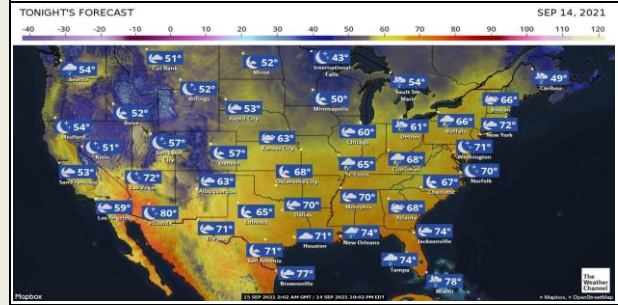 TONIGHT'S FORECAST
SEP 14, 2021
-40 -30 -20 -10 0 10 20 30 40 50 60 70 80 90 100 110 120
54°
Seattle
51°
Cut Bank
52°
Minot
43°
International
Falls
54°
Sault Ste.
Marie
49°
Caribou
52°
Billings
53°
Rapid City
50°
Minneapolis
66°
Boston
52°
Boise
54°
Medford
51°
Reno
57°
Salt Lake
City
57°
Denver
63°
Kansas City
60°
Chicago
61°
Detroit
66°
Buffalo
72°
New York
53°
San Francisco
72°
Las Vegas
63°
Albuquerque
68°
Oklahoma City
65°
St. Louis
68°
Cincinnati
71°
Washington
70°
Norfolk
67°
Charlotte
59°
Los Angeles
80°
Phoenix
71°
El Paso
65°
Lubbock
70°
Dallas
70°
Memphis
68°
Atlanta
71°
San Antonio
71°
Houston
74°
New Orleans
74°
Jacksonville
77°
Brownsville
74°
Tampa
78°
Miami
The
Weather
Channel
Mapbox
15 SEP 2021 2:02 AM GMT / 14 SEP 2021 10:02 PM EDT
• Mapbox, • OpenStreetMap